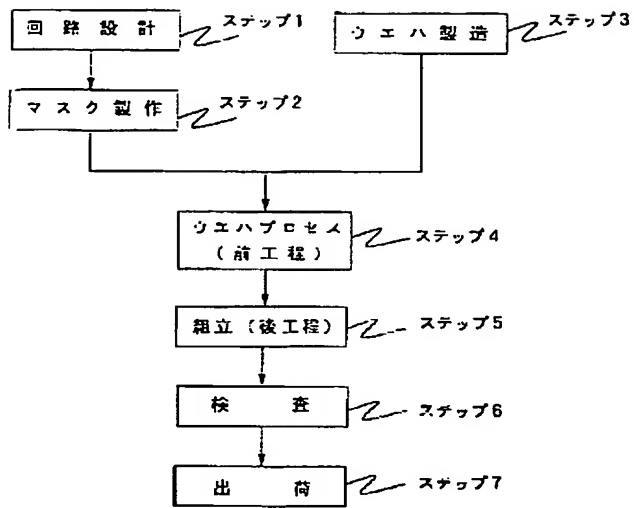 回路設計 ステップ1
ウエハ製造 ステップ3
マスク製作 ステップ2
ウエハプロセス ステップ4
(前工程)
組立(後工程) ステップ5
検査 ステップ6
出荷 ステップ7